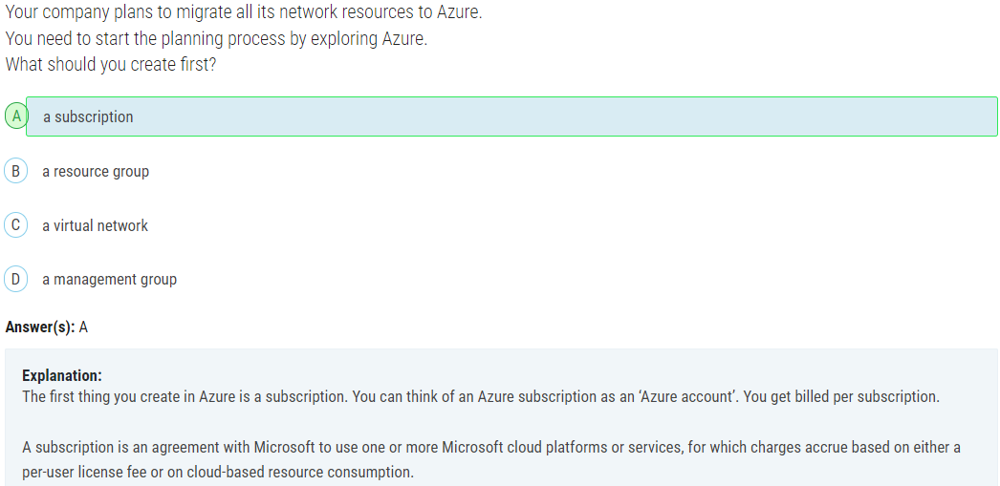 Your company plans to migrate all its network resources to Azure.
You need to start the planning process by exploring Azure.
What should you create first?
A a subscription
B a resource group
C a virtual network
D a management group
Answer(s): A
Explanation:
The first thing you create in Azure is a subscription. You can think of an Azure subscription as an ‘Azure account’. You get billed per subscription.
A subscription is an agreement with Microsoft to use one or more Microsoft cloud platforms or services, for which charges accrue based on either a
per-user license fee or on cloud-based resource consumption.